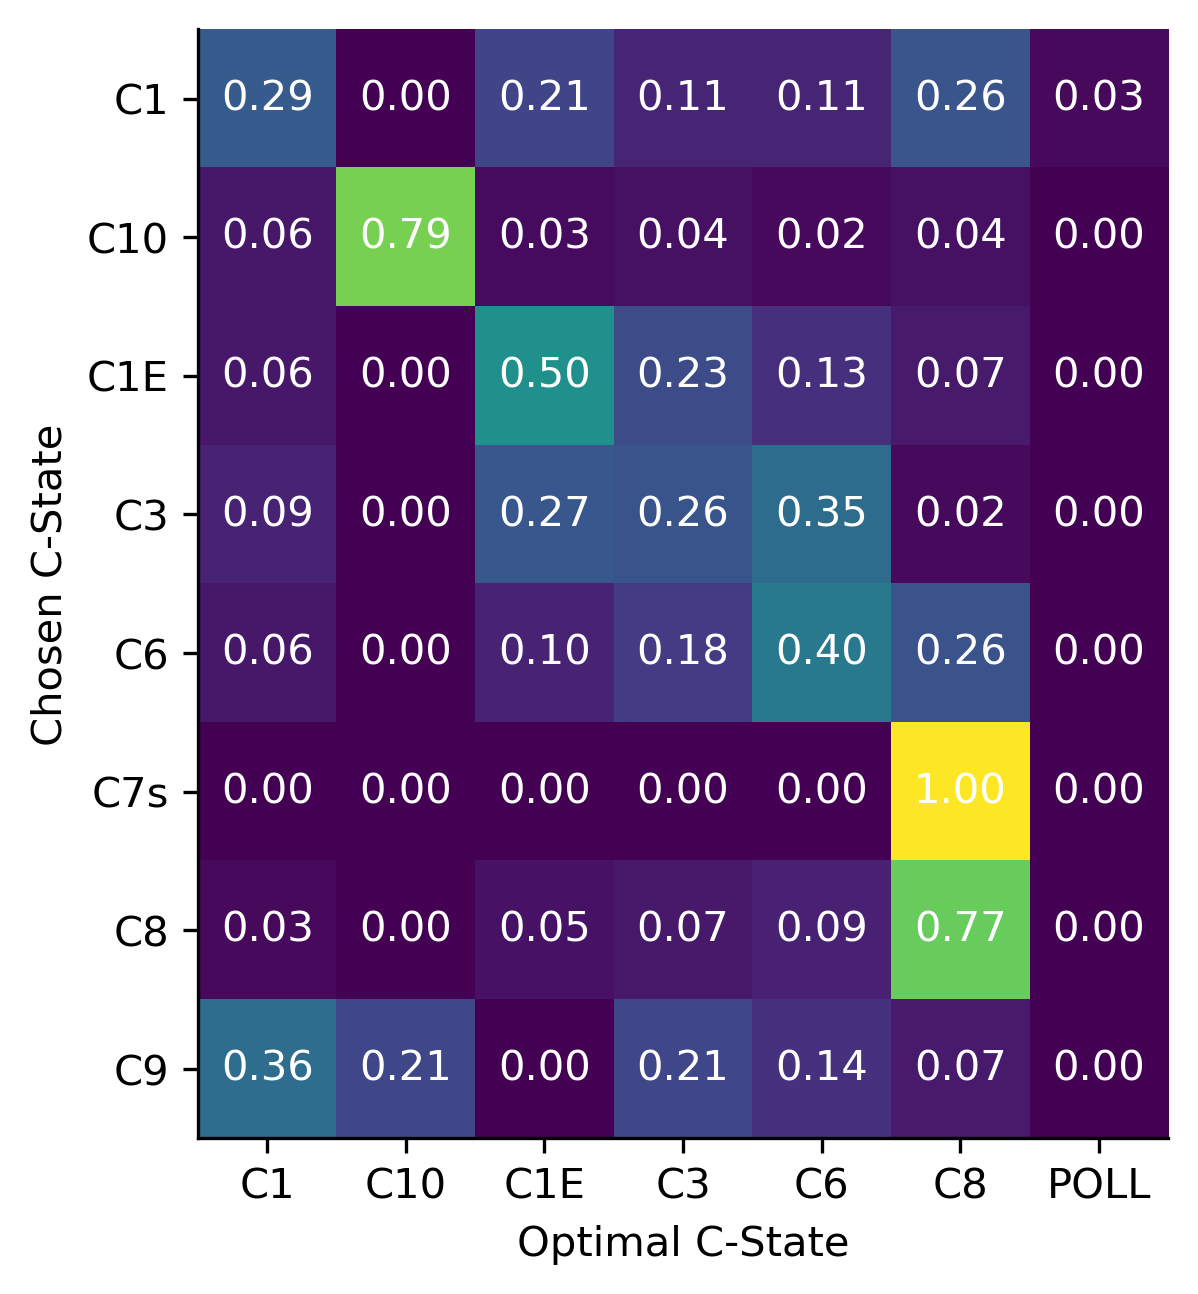 C1 0.29 0.00 0.21 0.11 0.11 0.26 0.03
C10 0.06 0.79 0.03 0.04 0.02 0.04 0.00
C1E 0.06 0.00 0.50 0.23 0.13 0.07 0.00
C3 0.09 0.00 0.27 0.26 0.35 0.02 0.00
C6 0.06 0.00 0.10 0.18 0.40 0.26 0.00
C7s 0.00 0.00 0.00 0.00 0.00 1.00 0.00
C8 0.03 0.00 0.05 0.07 0.09 0.77 0.00
C9 0.36 0.21 0.00 0.21 0.14 0.07 0.00
C1 C10 C1E C3 C6 C8 POLL
Optimal C-State
Chosen C-State